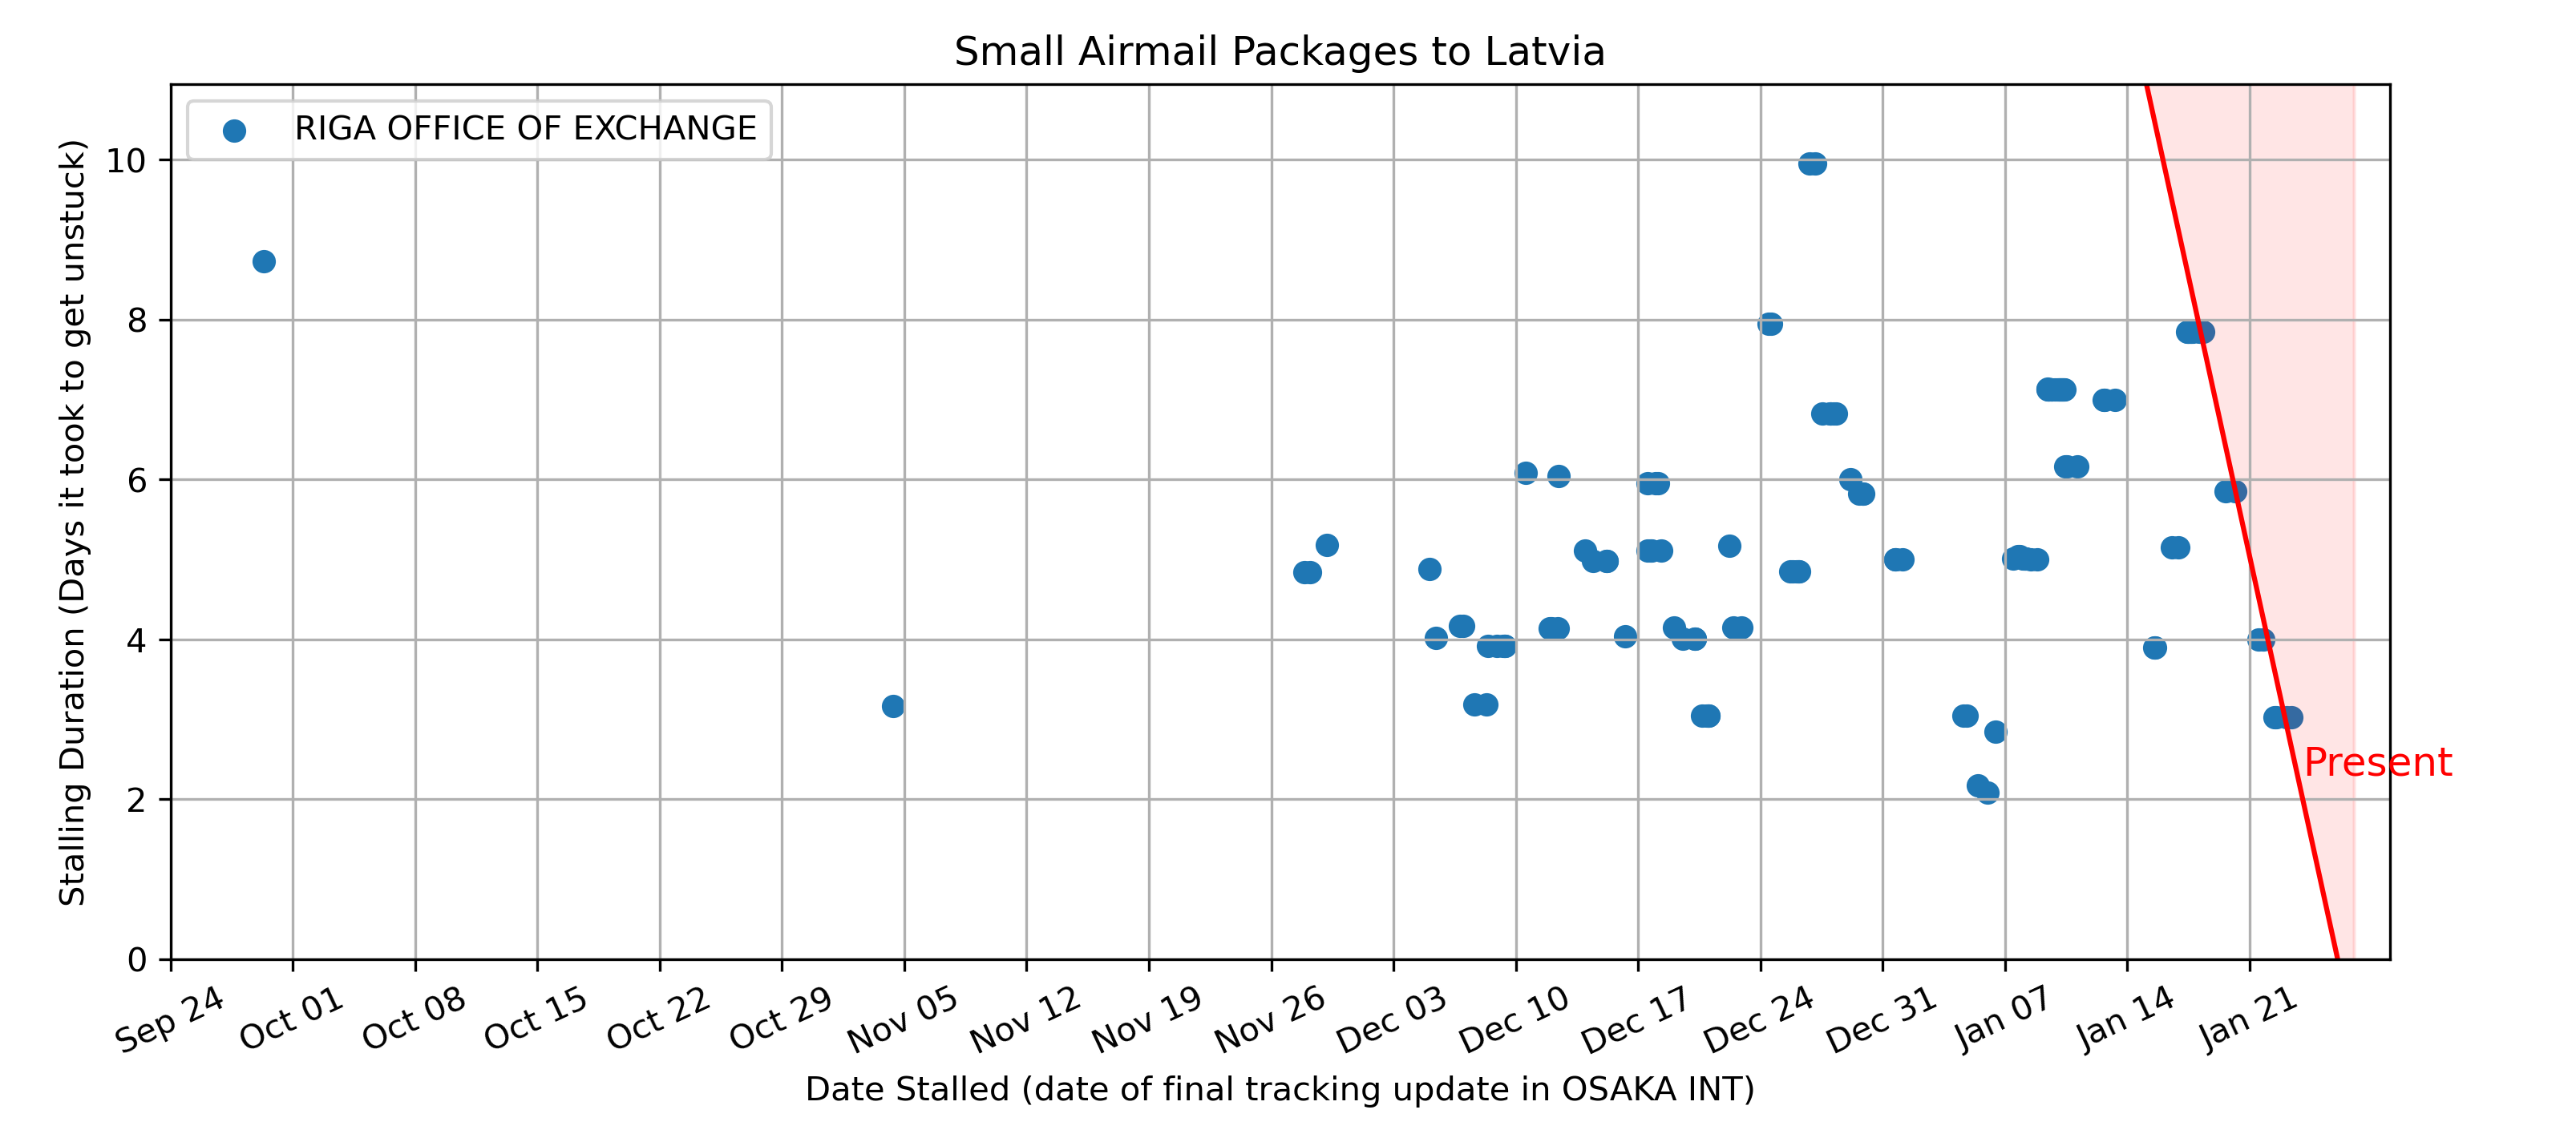 Small Airmail Packages to Latvia
RIGA OFFICE OF EXCHANGE
Stalling Duration (Days it took to get unstuck)
10
8
6
4
2
0
Present
Sep 24
Oct 01
Oct 08
Oct 15
Oct 22
Oct 29
Nov 05
Nov 12
Nov 19
Nov 26
Dec 03
Dec 10
Dec 17
Dec 24
Dec 31
Jan 07
Jan 14
Jan 21
Date Stalled (date of final tracking update in OSAKA INT)